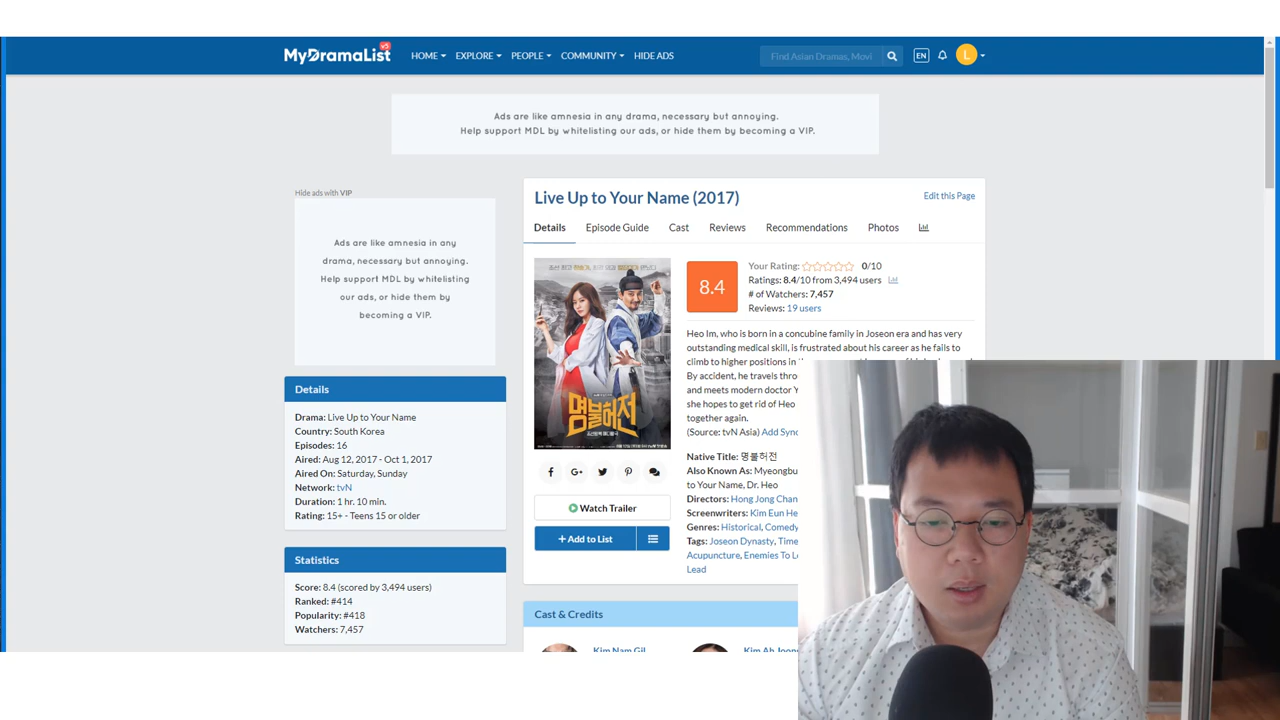 MyDramaList v5
HOME EXPLORE PEOPLE COMMUNITY HIDE ADS
Find Asian Dramas, Movi
EN
L
Ads are like amnesia in any drama, necessary but annoying.
Help support MDL by whitelisting our ads, or hide them by becoming a VIP.
Hide ads with VIP
Ads are like amnesia in any
drama, necessary but annoying.
Help support MDL by whitelisting
our ads, or hide them by
becoming a VIP.
Details
Drama: Live Up to Your Name
Country: South Korea
Episodes: 16
Aired: Aug 12, 2017 - Oct 1, 2017
Aired On: Saturday, Sunday
Network: tvN
Duration: 1 hr. 10 min.
Rating: 15+ - Teens 15 or older
Statistics
Score: 8.4 (scored by 3,494 users)
Ranked: #414
Popularity: #418
Watchers: 7,457
Live Up to Your Name (2017)
Edit this Page
Details Episode Guide Cast Reviews Recommendations Photos
명불허전
Watch Trailer
+ Add to List
8.4
Your Rating: 0/10
Ratings: 8.4/10 from 3,494 users
# of Watchers: 7,457
Reviews: 19 users
Heo Im, who is born in a concubine family in Joseon era and has very
outstanding medical skill, is frustrated about his career as he fails to
climb to higher positions in
By accident, he travels thro
and meets modern doctor Y
she hopes to get rid of Heo
together again.
(Source: tvN Asia) Add Syno
Native Title: 명불허전
Also Known As: Myeongbu
to Your Name, Dr. Heo
Directors: Hong Jong Chan
Screenwriters: Kim Eun He
Genres: Historical, Comedy
Tags: Joseon Dynasty, Time
Acupuncture, Enemies To Lo
Lead
Cast & Credits
Kim Nam Gil
Kim Ah Joong